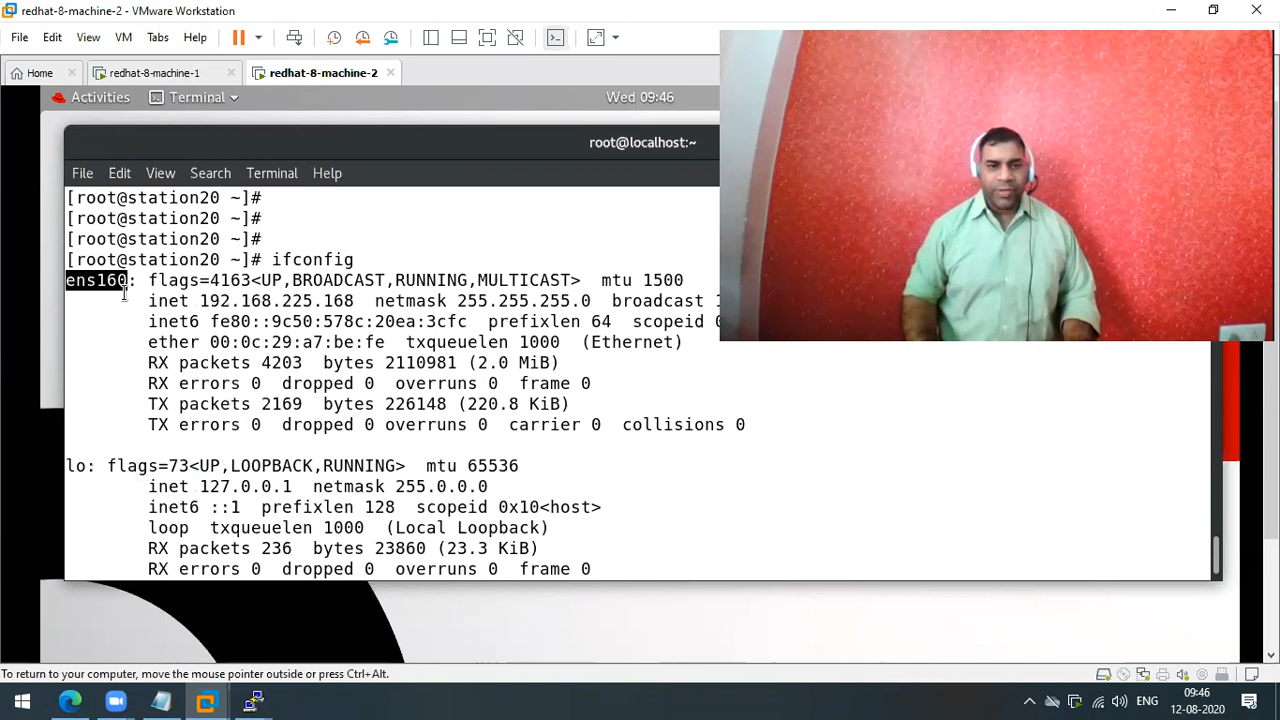 redhat-8-machine-2 - VMware Workstation
File Edit View VM Tabs Help
Home redhat-8-machine-1 redhat-8-machine-2
Activities Terminal Wed 09:46
root@localhost:~
File Edit View Search Terminal Help
[root@station20 ~]#
[root@station20 ~]#
[root@station20 ~]#
[root@station20 ~]# ifconfig
ens160: flags=4163<UP,BROADCAST,RUNNING,MULTICAST> mtu 1500
inet 192.168.225.168 netmask 255.255.255.0 broadcast
inet6 fe80::9c50:578c:20ea:3cfc prefixlen 64 scopeid
ether 00:0c:29:a7:be:fe txqueuelen 1000 (Ethernet)
RX packets 4203 bytes 2110981 (2.0 MiB)
RX errors 0 dropped 0 overruns 0 frame 0
TX packets 2169 bytes 226148 (220.8 KiB)
TX errors 0 dropped 0 overruns 0 carrier 0 collisions 0
lo: flags=73<UP,LOOPBACK,RUNNING> mtu 65536
inet 127.0.0.1 netmask 255.0.0.0
inet6 ::1 prefixlen 128 scopeid 0x10<host>
loop txqueuelen 1000 (Local Loopback)
RX packets 236 bytes 23860 (23.3 KiB)
RX errors 0 dropped 0 overruns 0 frame 0
To return to your computer, move the mouse pointer outside or press Ctrl+Alt.
ENG 09:46
12-08-2020